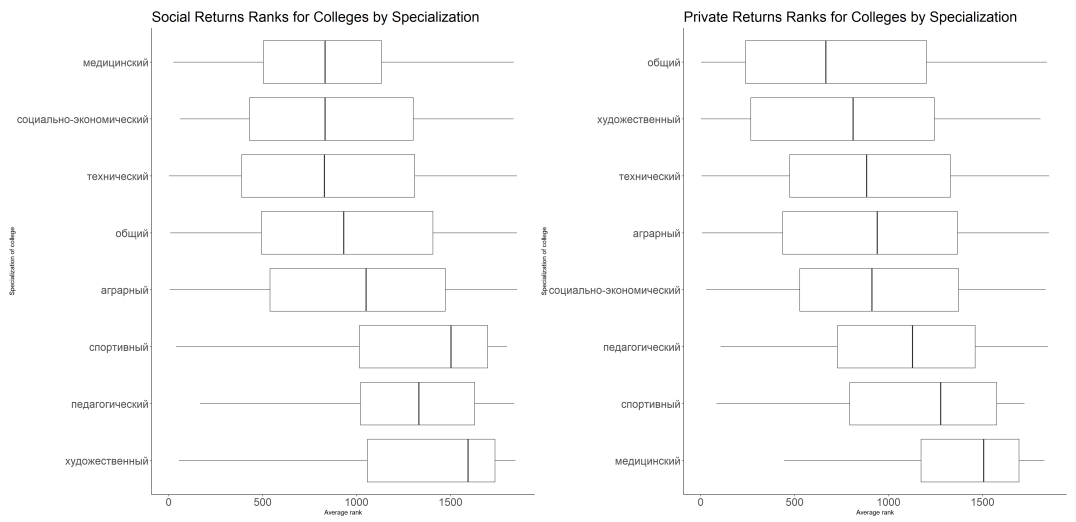 Social Returns Ranks for Colleges by Specialization
медицинский
социально-экономический
технический
общий
аграрный
спортивный
педагогический
художественный
Specialization of college
0 500 1000 1500
Average rank
Private Returns Ranks for Colleges by Specialization
общий
художественный
технический
аграрный
социально-экономический
педагогический
спортивный
медицинский
Specialization of college
0 500 1000 1500
Average rank